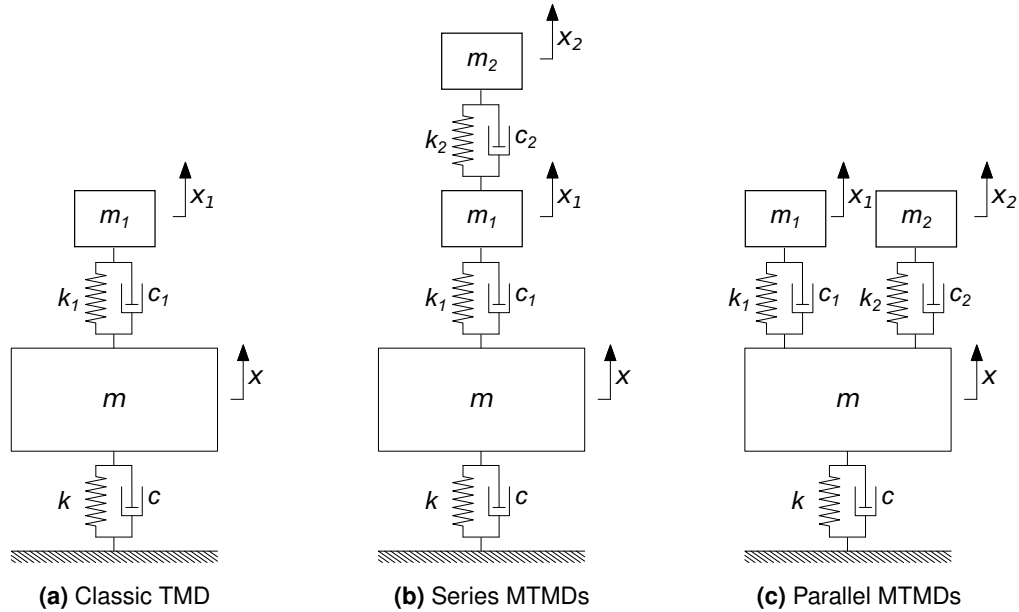 m₁
x₁
k₁
c₁
m
x
k
c
(a) Classic TMD
m₂
x₂
k₂
c₂
m₁
x₁
k₁
c₁
m
x
k
c
(b) Series MTMDs
m₁
x₁
m₂
x₂
k₁
c₁
k₂
c₂
m
x
k
c
(c) Parallel MTMDs